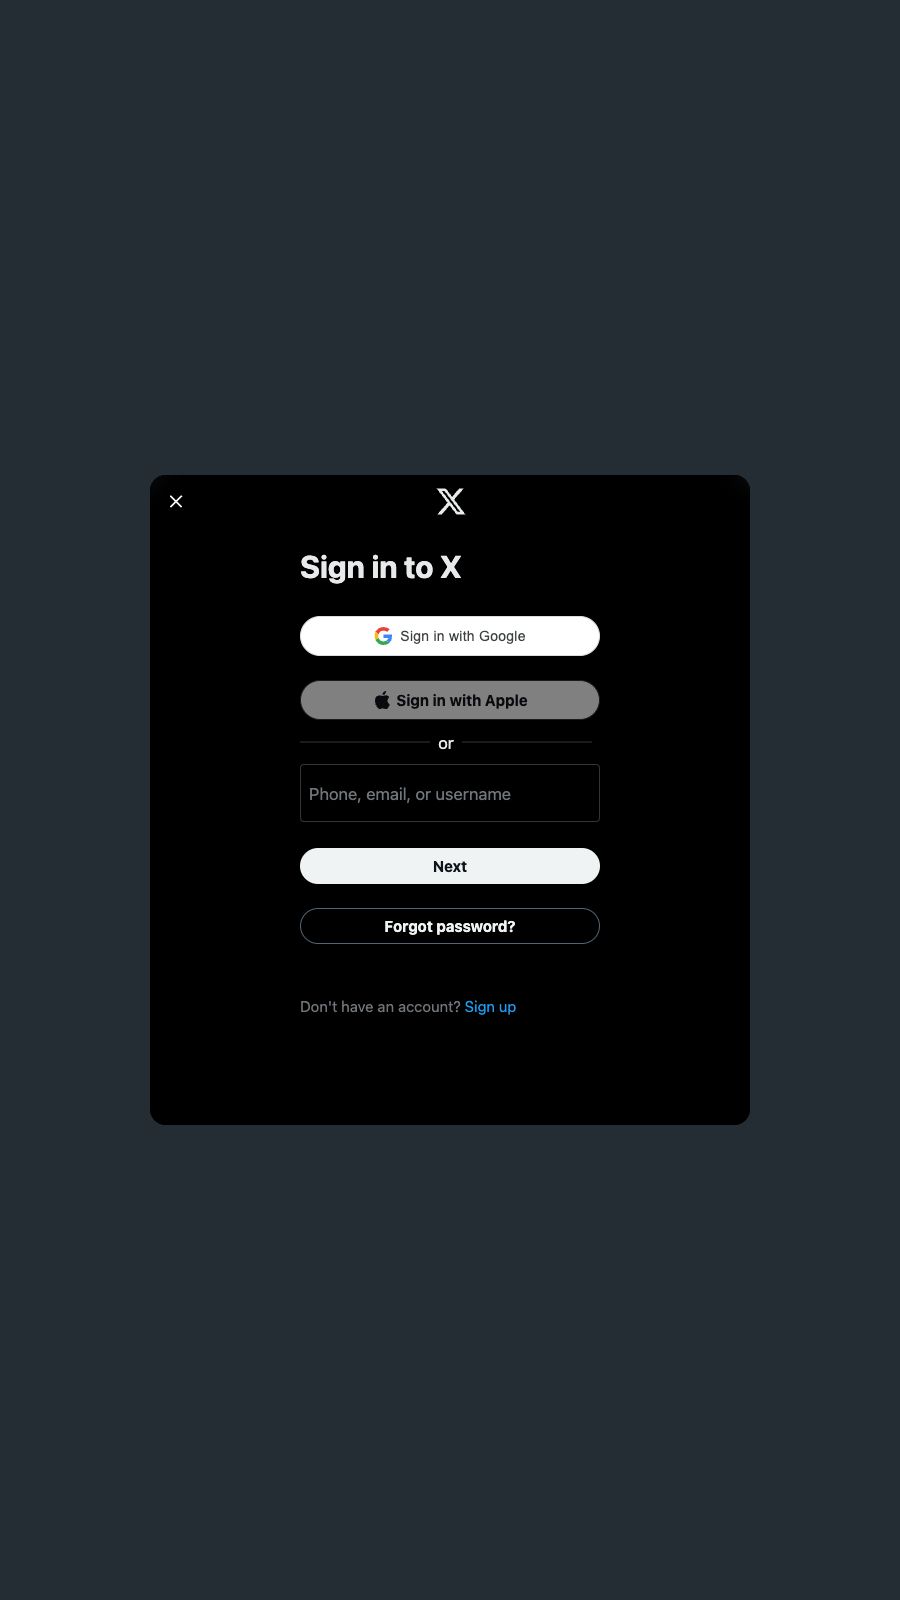 Sign in to X
Sign in with Google
Sign in with Apple
or
Phone, email, or username
Next
Forgot password?
Don't have an account? Sign up